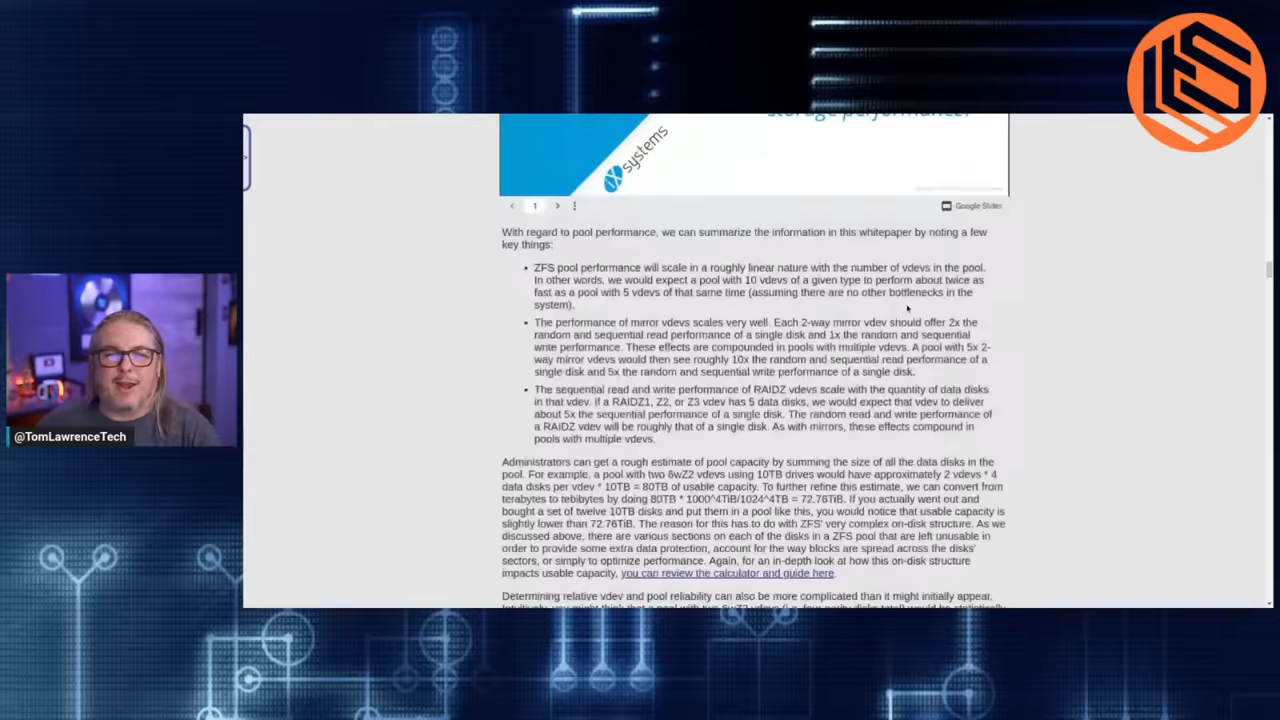 systems
1
Google Slides
With regard to pool performance, we can summarize the information in this whitepaper by noting a few
key things:
ZFS pool performance will scale in a roughly linear nature with the number of vdevs in the pool.
In other words, we would expect a pool with 10 vdevs of a given type to perform about twice as
fast as a pool with 5 vdevs of that same time (assuming there are no other bottlenecks in the
system).
The performance of mirror vdevs scales very well. Each 2-way mirror vdev should offer 2x the
random and sequential read performance of a single disk and 1x the random and sequential
write performance. These effects are compounded in pools with multiple vdevs. A pool with 5x 2-
way mirror vdevs would then see roughly 10x the random and sequential read performance of a
single disk and 5x the random and sequential write performance of a single disk.
The sequential read and write performance of RAIDZ vdevs scale with the quantity of data disks
in that vdev. If a RAIDZ1, Z2, or Z3 vdev has 5 data disks, we would expect that vdev to deliver
about 5x the sequential performance of a single disk. The random read and write performance of
a RAIDZ vdev will be roughly that of a single disk. As with mirrors, these effects compound in
pools with multiple vdevs.
Administrators can get a rough estimate of pool capacity by summing the size of all the data disks in the
pool. For example, a pool with two 6wZ2 vdevs using 10TB drives would have approximately 2 vdevs * 4
data disks per vdev * 10TB = 80TB of usable capacity. To further refine this estimate, we can convert from
terabytes to tebibytes by doing 80TB * 1000^4TiB/1024^4TB = 72.76TiB. If you actually went out and
bought a set of twelve 10TB disks and put them in a pool like this, you would notice that usable capacity is
slightly lower than 72.76TiB. The reason for this has to do with ZFS' very complex on-disk structure. As we
discussed above, there are various sections on each of the disks in a ZFS pool that are left unusable in
order to provide some extra data protection, account for the way blocks are spread across the disks'
sectors, or simply to optimize performance. Again, for an in-depth look at how this on-disk structure
impacts usable capacity, you can review the calculator and guide here.
Determining relative vdev and pool reliability can also be more complicated than it might initially appear.
@TomLawrenceTech